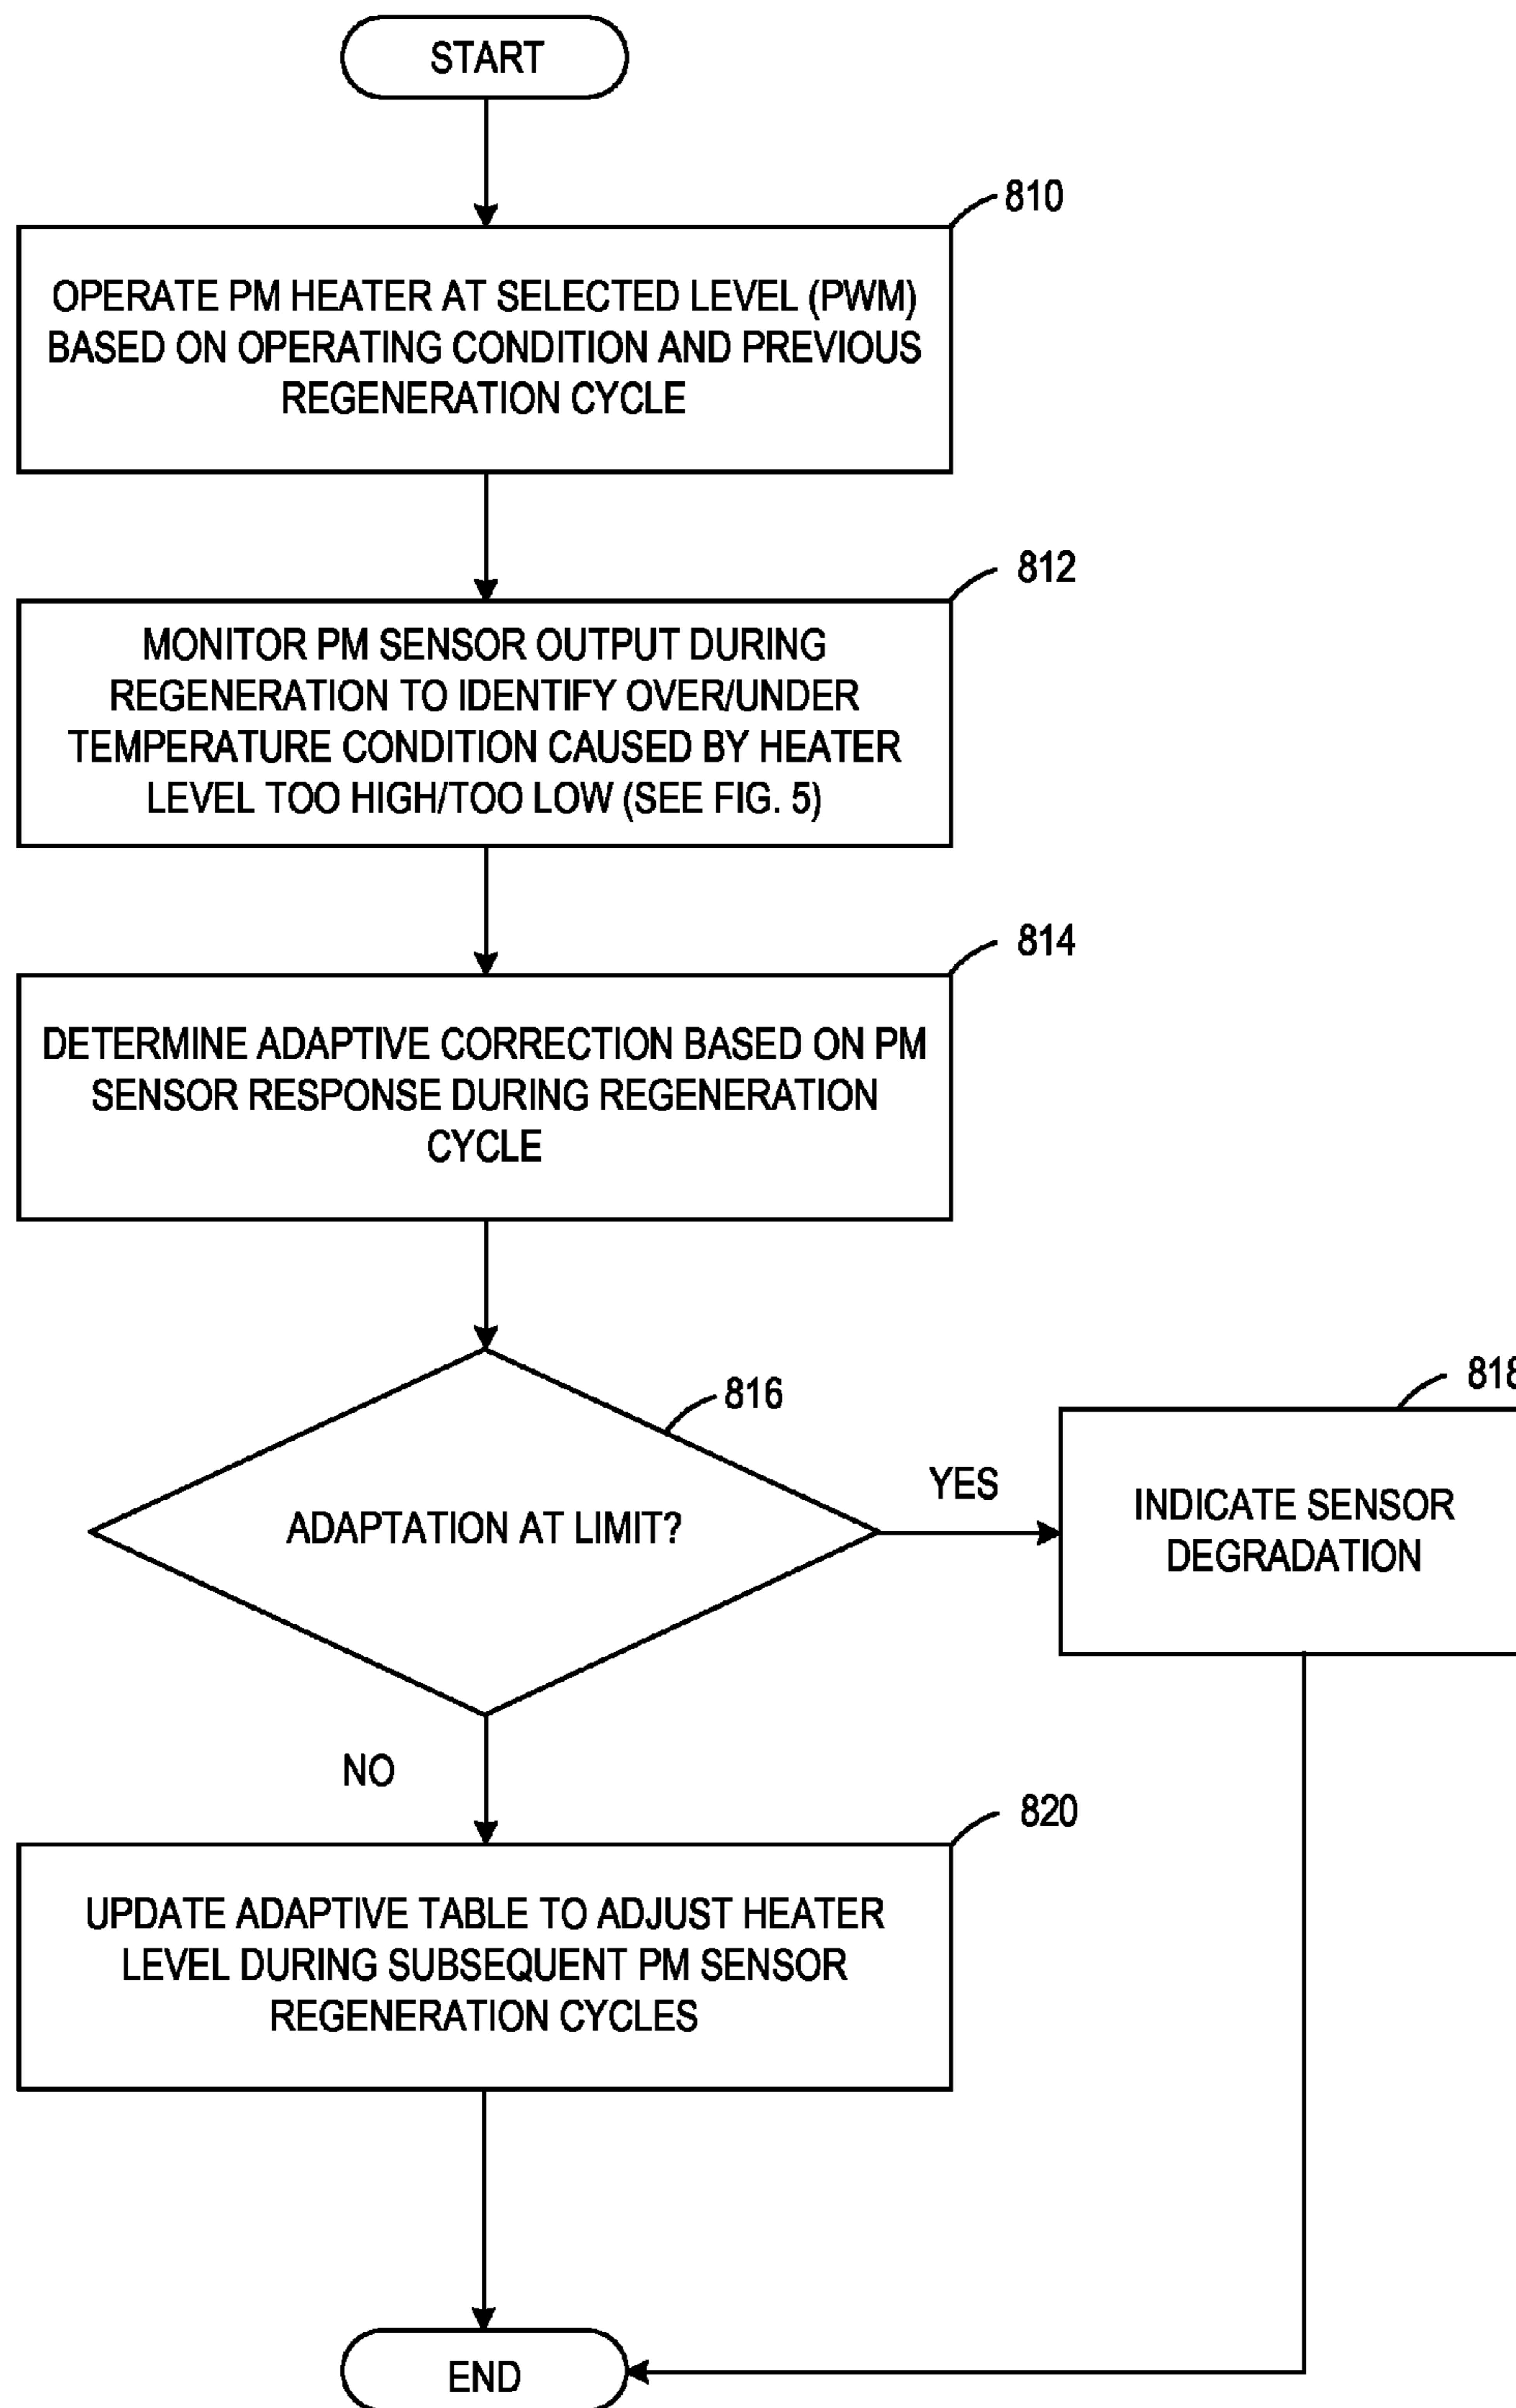 START
810
OPERATE PM HEATER AT SELECTED LEVEL (PWM)
BASED ON OPERATING CONDITION AND PREVIOUS
REGENERATION CYCLE
812
MONITOR PM SENSOR OUTPUT DURING
REGENERATION TO IDENTIFY OVER/UNDER
TEMPERATURE CONDITION CAUSED BY HEATER
LEVEL TOO HIGH/TOO LOW (SEE FIG. 5)
814
DETERMINE ADAPTIVE CORRECTION BASED ON PM
SENSOR RESPONSE DURING REGENERATION
CYCLE
816
ADAPTATION AT LIMIT?
YES
818
INDICATE SENSOR
DEGRADATION
NO
820
UPDATE ADAPTIVE TABLE TO ADJUST HEATER
LEVEL DURING SUBSEQUENT PM SENSOR
REGENERATION CYCLES
END